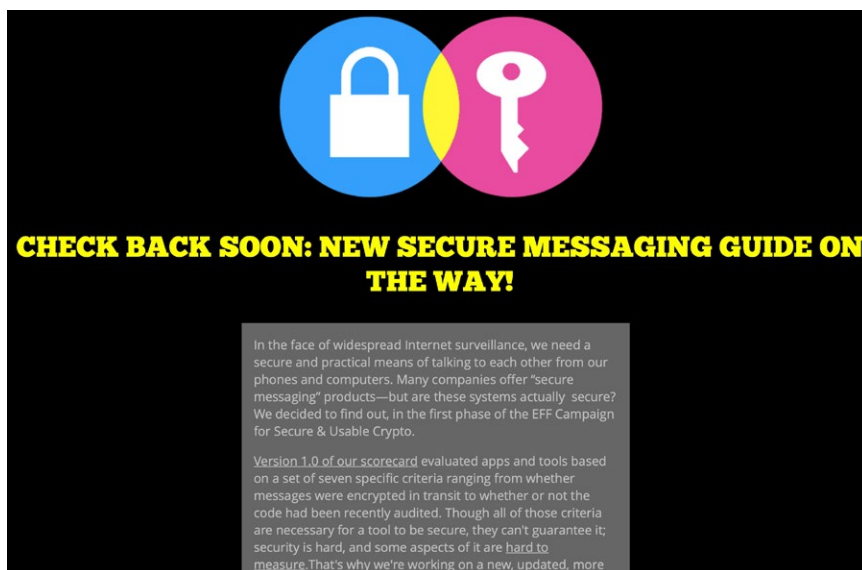 CHECK BACK SOON: NEW SECURE MESSAGING GUIDE ON
THE WAY!
In the face of widespread Internet surveillance, we need a
secure and practical means of talking to each other from our
phones and computers. Many companies offer “secure
messaging” products—but are these systems actually  secure?
We decided to find out, in the first phase of the EFF Campaign
for Secure & Usable Crypto.
Version 1.0 of our scorecard evaluated apps and tools based
on a set of seven specific criteria ranging from whether
messages were encrypted in transit to whether or not the
code had been recently audited. Though all of those criteria
are necessary for a tool to be secure, they can't guarantee it;
security is hard, and some aspects of it are hard to
measure.That's why we're working on a new, updated, more